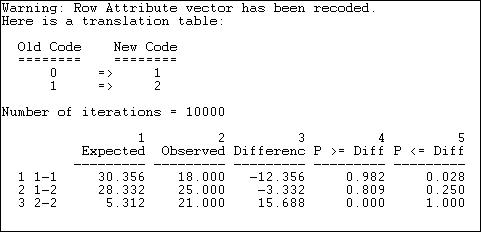 Warning: Row Attribute vector has been recoded.
Here is a translation table:
Old Code New Code
======== ========
0 => 1
1 => 2
Number of iterations = 10000
1 2 3 4 5
Expected Observed Differenc P >= Diff P <= Diff
--------- --------- --------- --------- ---------
1 1-1 30.356 18.000 -12.356 0.982 0.028
2 1-2 28.332 25.000 -3.332 0.809 0.250
3 2-2 5.312 21.000 15.688 0.000 1.000